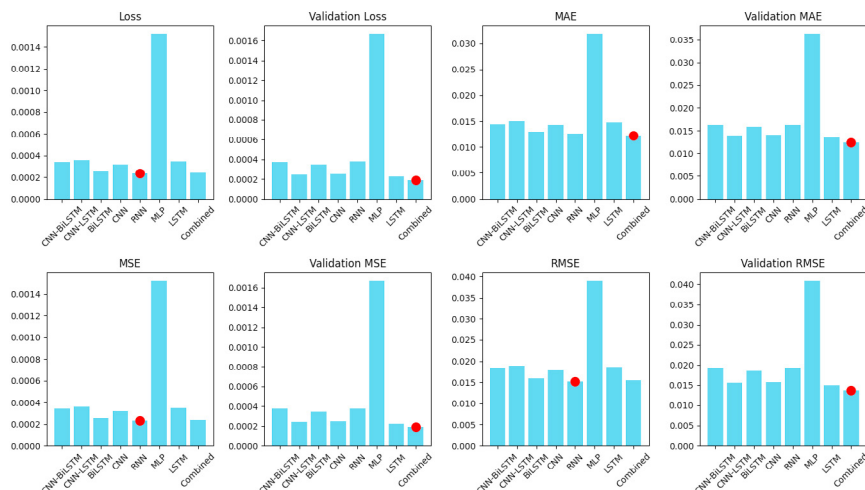 Loss
0.0014
0.0012
0.0010
0.0008
0.0006
0.0004
0.0002
0.0000
CNN-BiLSTM
CNN-LSTM
BiLSTM
CNN
RNN
MLP
LSTM
Combined
Validation Loss
0.0016
0.0014
0.0012
0.0010
0.0008
0.0006
0.0004
0.0002
0.0000
CNN-BiLSTM
CNN-LSTM
BiLSTM
CNN
RNN
MLP
LSTM
Combined
MAE
0.030
0.025
0.020
0.015
0.010
0.005
0.000
CNN-BiLSTM
CNN-LSTM
BiLSTM
CNN
RNN
MLP
LSTM
Combined
Validation MAE
0.035
0.030
0.025
0.020
0.015
0.010
0.005
0.000
CNN-BiLSTM
CNN-LSTM
BiLSTM
CNN
RNN
MLP
LSTM
Combined
MSE
0.0014
0.0012
0.0010
0.0008
0.0006
0.0004
0.0002
0.0000
CNN-BiLSTM
CNN-LSTM
BiLSTM
CNN
RNN
MLP
LSTM
Combined
Validation MSE
0.0016
0.0014
0.0012
0.0010
0.0008
0.0006
0.0004
0.0002
0.0000
CNN-BiLSTM
CNN-LSTM
BiLSTM
CNN
RNN
MLP
LSTM
Combined
RMSE
0.040
0.035
0.030
0.025
0.020
0.015
0.010
0.005
0.000
CNN-BiLSTM
CNN-LSTM
BiLSTM
CNN
RNN
MLP
LSTM
Combined
Validation RMSE
0.040
0.035
0.030
0.025
0.020
0.015
0.010
0.005
0.000
CNN-BiLSTM
CNN-LSTM
BiLSTM
CNN
RNN
MLP
LSTM
Combined